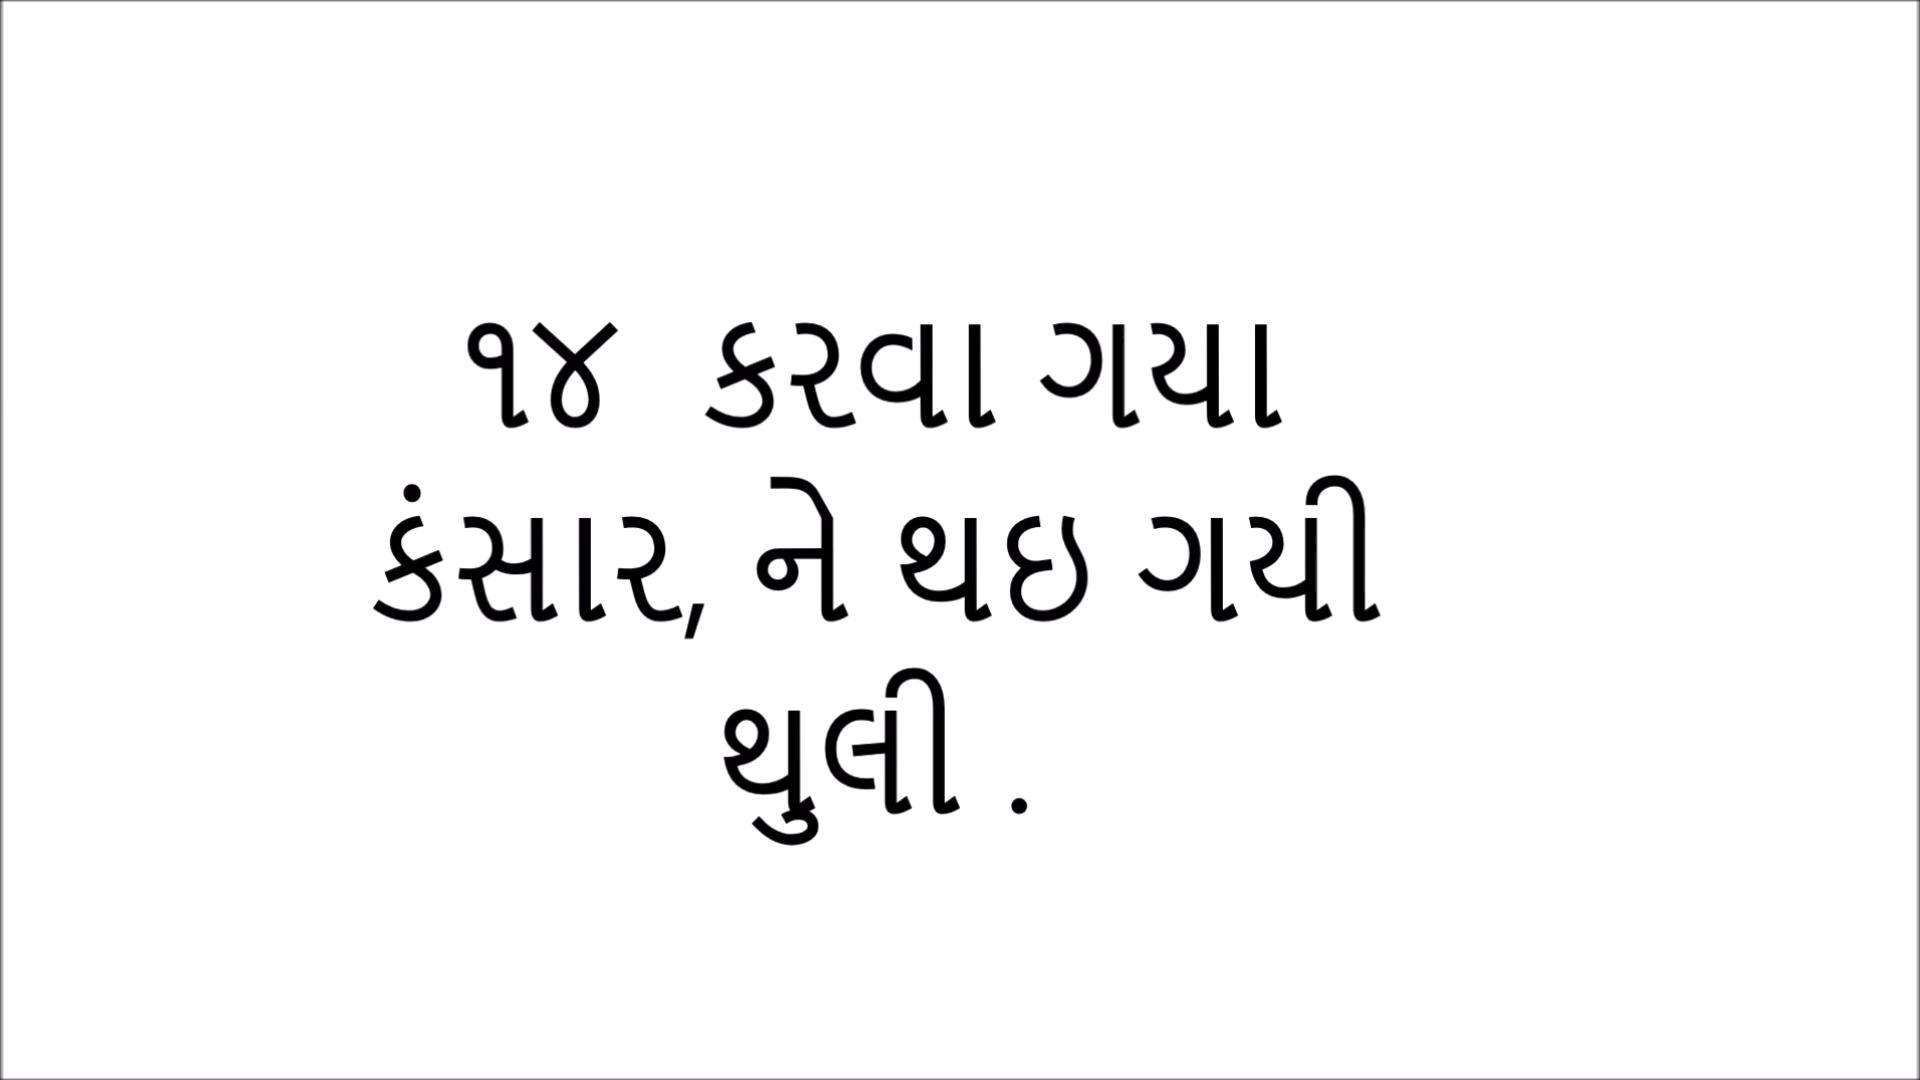 ૧૪ કરવા ગયા
કંસાર, ને થઇ ગયી
થુલી .